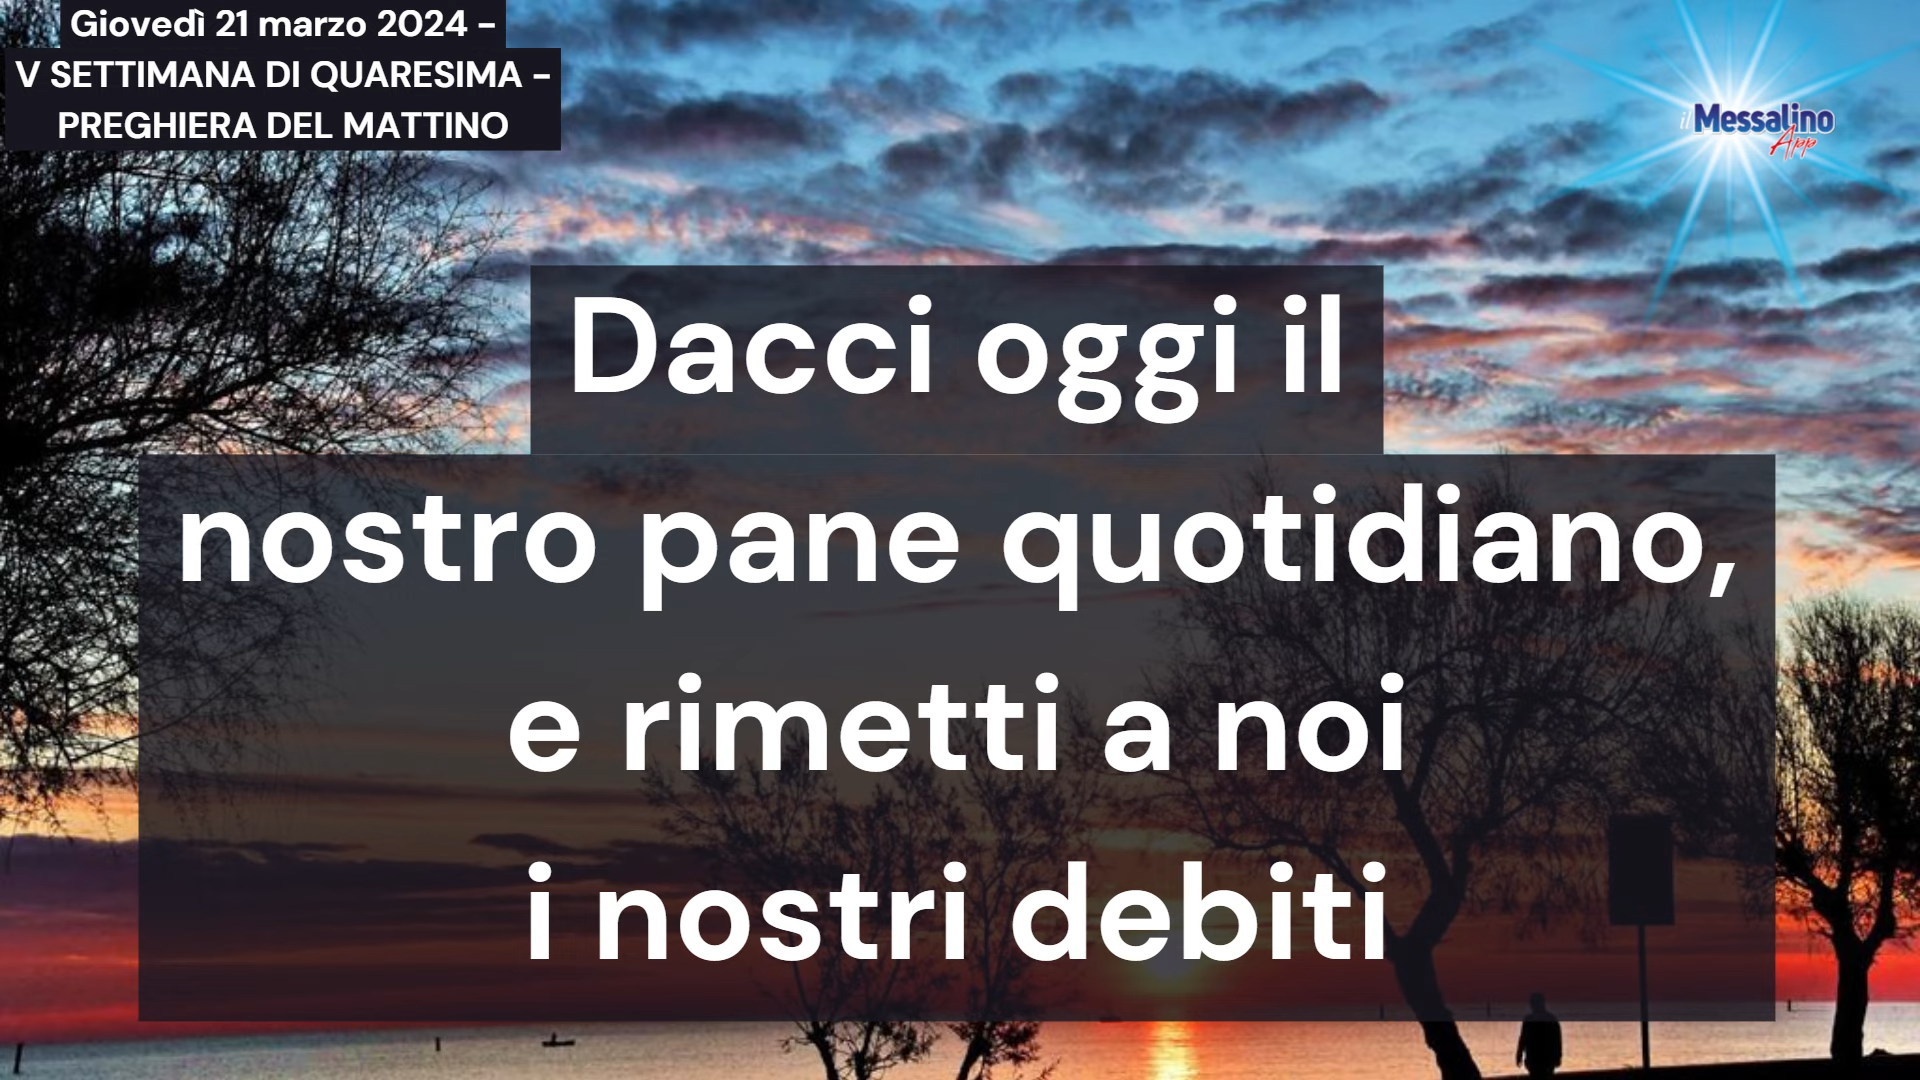 Giovedì 21 marzo 2024 –
V SETTIMANA DI QUARESIMA –
PREGHIERA DEL MATTINO
il Messalino
App
Dacci oggi il
nostro pane quotidiano,
e rimetti a noi
i nostri debiti